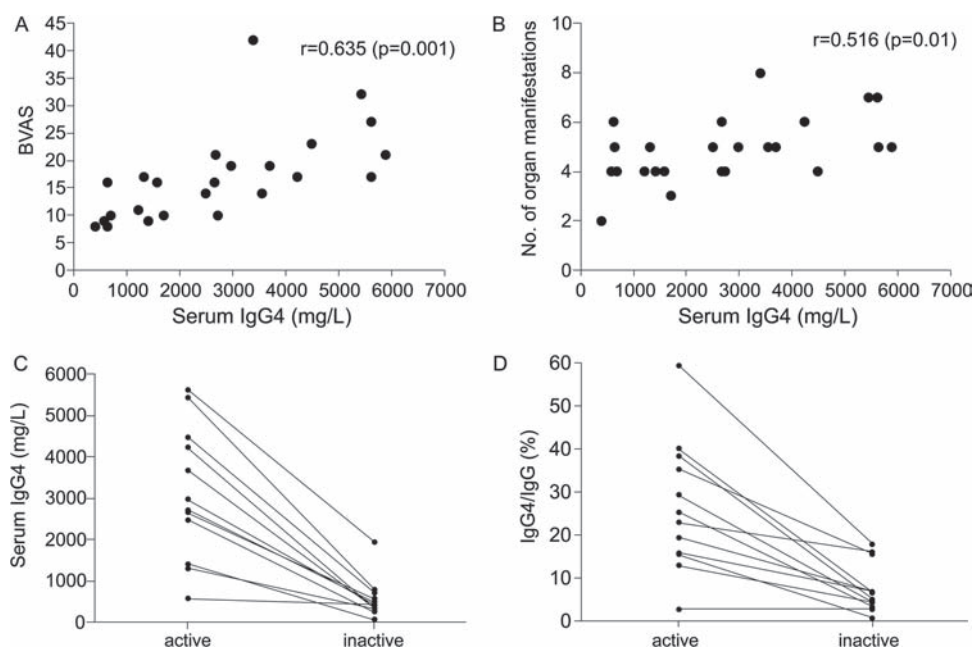 A
r=0.635 (p=0.001)
BVAS
45
40
35
30
25
20
15
10
5
0
0 1000 2000 3000 4000 5000 6000 7000
Serum IgG4 (mg/L)
B
r=0.516 (p=0.01)
No. of organ manifestations
10
8
6
4
2
0
0 1000 2000 3000 4000 5000 6000 7000
Serum IgG4 (mg/L)
C
Serum IgG4 (mg/L)
6000
5000
4000
3000
2000
1000
0
active inactive
D
IgG4/IgG (%)
60
50
40
30
20
10
0
active inactive